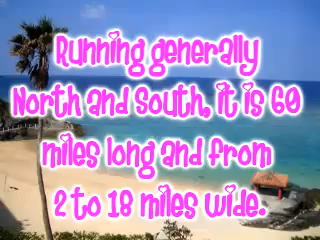 Running generally
North and South, it is 60
miles long and from
2 to 18 miles wide.